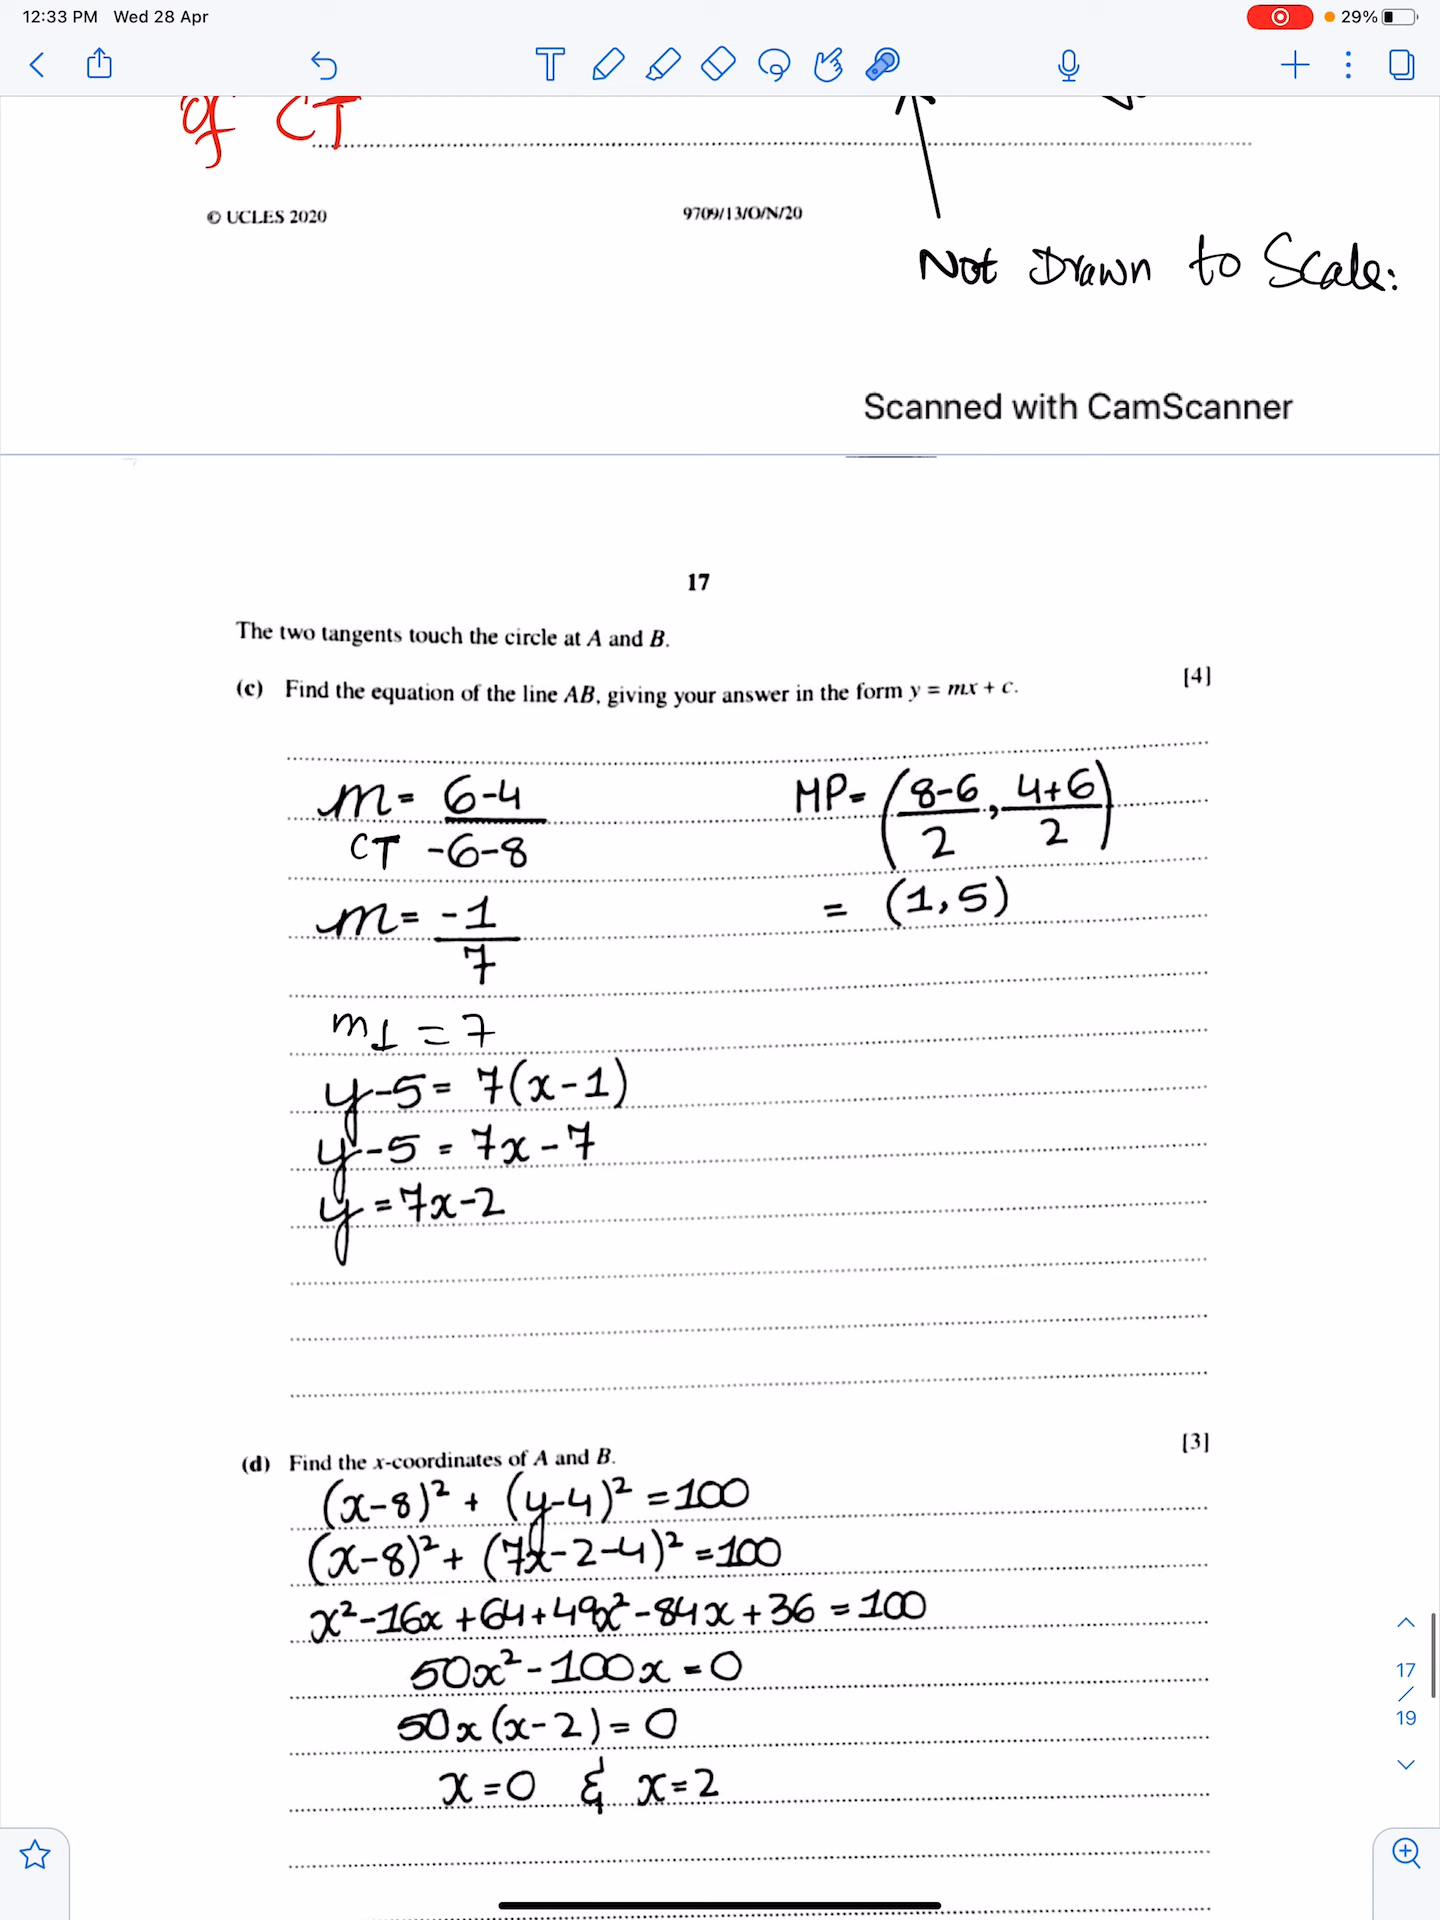 12:33 PM Wed 28 Apr
29%
of CT
© UCLES 2020
9709/13/O/N/20
Not Drawn to Scale:
Scanned with CamScanner
17
The two tangents touch the circle at A and B.
(c) Find the equation of the line AB, giving your answer in the form y = mx + c. [4]
m = 6-4 / -6-8
CT
MP = (8-6 / 2, 4+6 / 2)
= (1,5)
m = -1/7
m⊥ = 7
y-5 = 7(x-1)
y-5 = 7x-7
y = 7x-2
(d) Find the x-coordinates of A and B. [3]
(x-8)² + (y-4)² = 100
(x-8)² + (7x-2-4)² = 100
x²-16x+64+49x²-84x+36 = 100
50x²-100x = 0
50x(x-2) = 0
x=0 & x=2
17
/
19